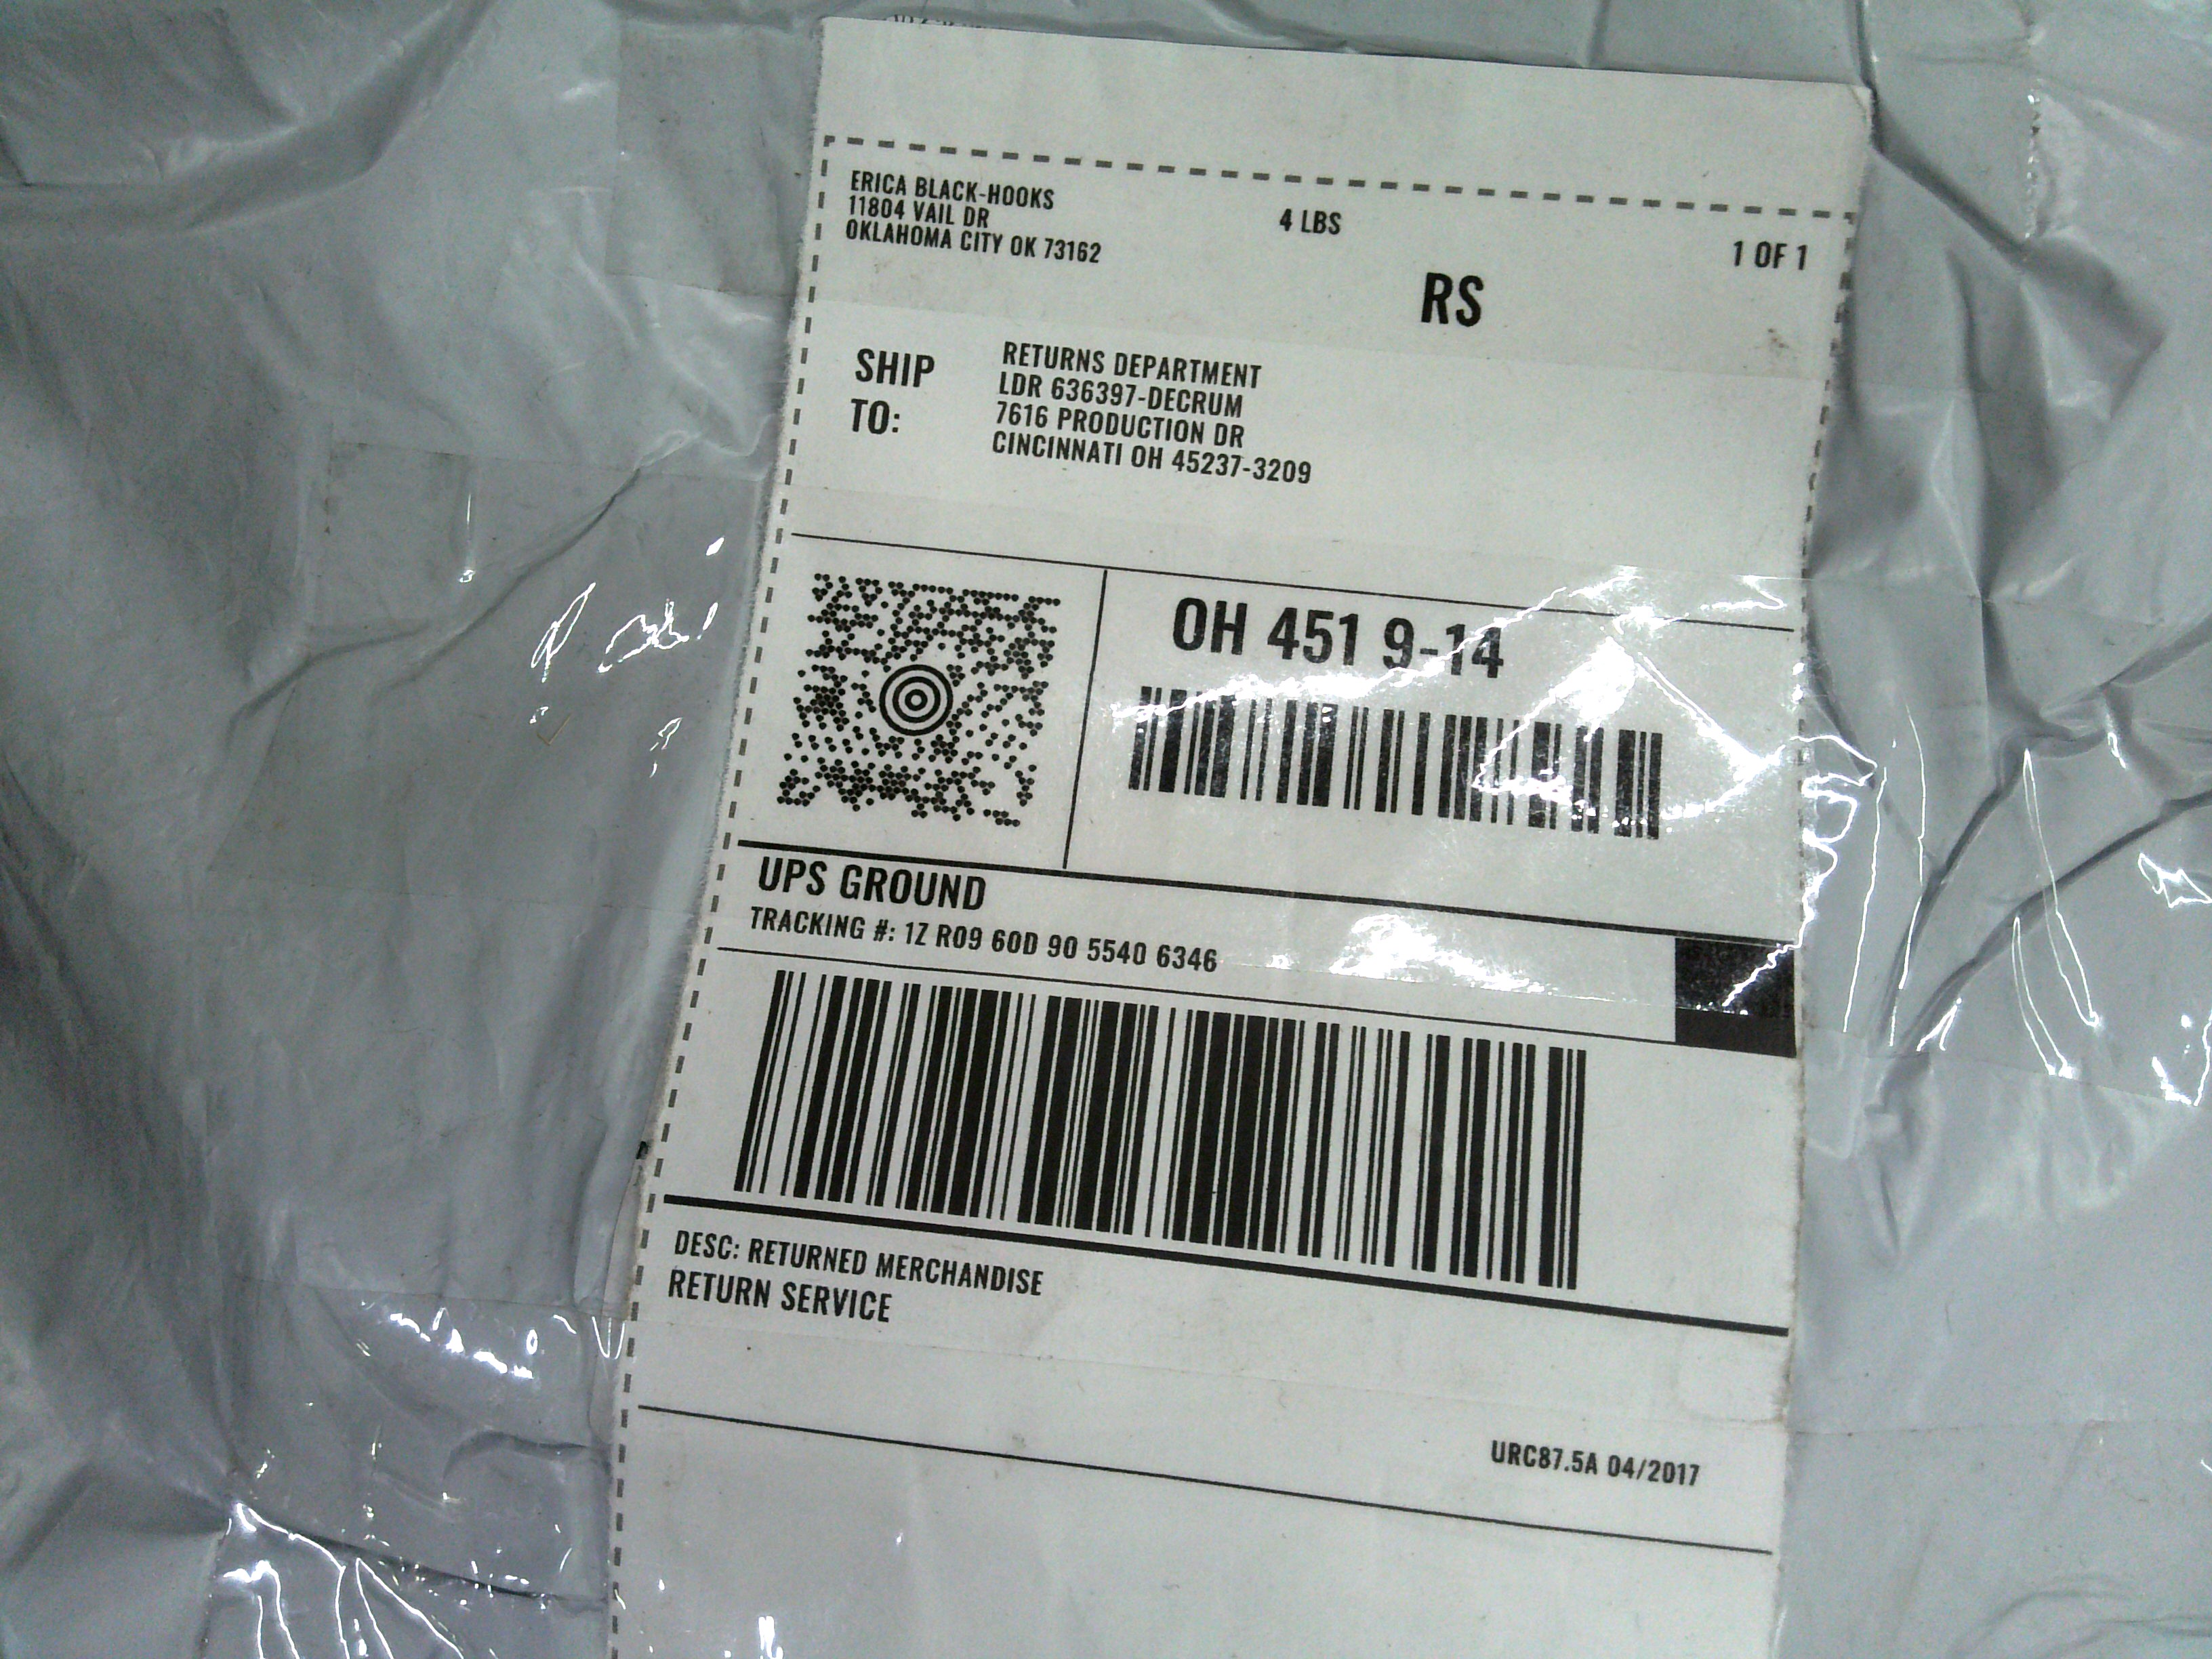 ERICA BLACK-HOOKS
11804 VAIL DR
OKLAHOMA CITY OK 73162
4 LBS
1 OF 1
RS
SHIP TO:
RETURNS DEPARTMENT
LDR 636397-DECRUM
7616 PRODUCTION DR
CINCINNATI OH 45237-3209
OH 451 9-14
UPS GROUND
TRACKING #: 1Z R09 60D 90 5540 6346
DESC: RETURNED MERCHANDISE
RETURN SERVICE
URC87.5A 04/2017